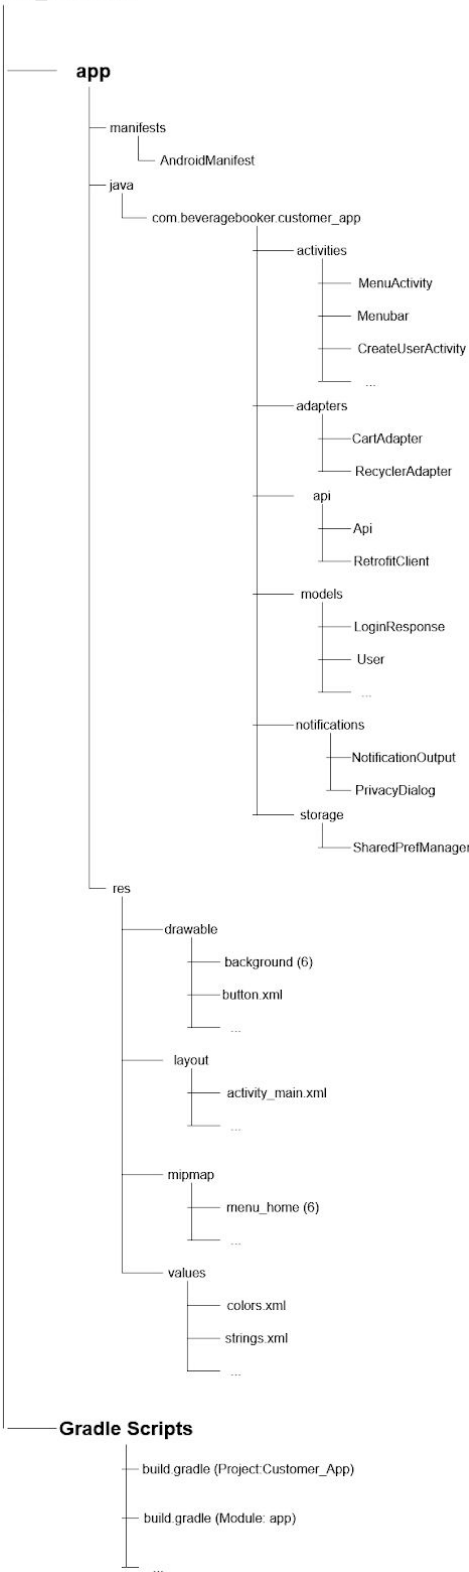 app
manifests
AndroidManifest
java
com.beveragebooker.customer_app
activities
MenuActivity
Menubar
CreateUserActivity
...
adapters
CartAdapter
RecyclerAdapter
api
Api
RetrofitClient
models
LoginResponse
User
...
notifications
NotificationOutput
PrivacyDialog
storage
SharedPrefManager
res
drawable
background (6)
button.xml
...
layout
activity_main.xml
...
mipmap
menu_home (6)
...
values
colors.xml
strings.xml
...
Gradle Scripts
build.gradle (Project:Customer_App)
build.gradle (Module: app)
...